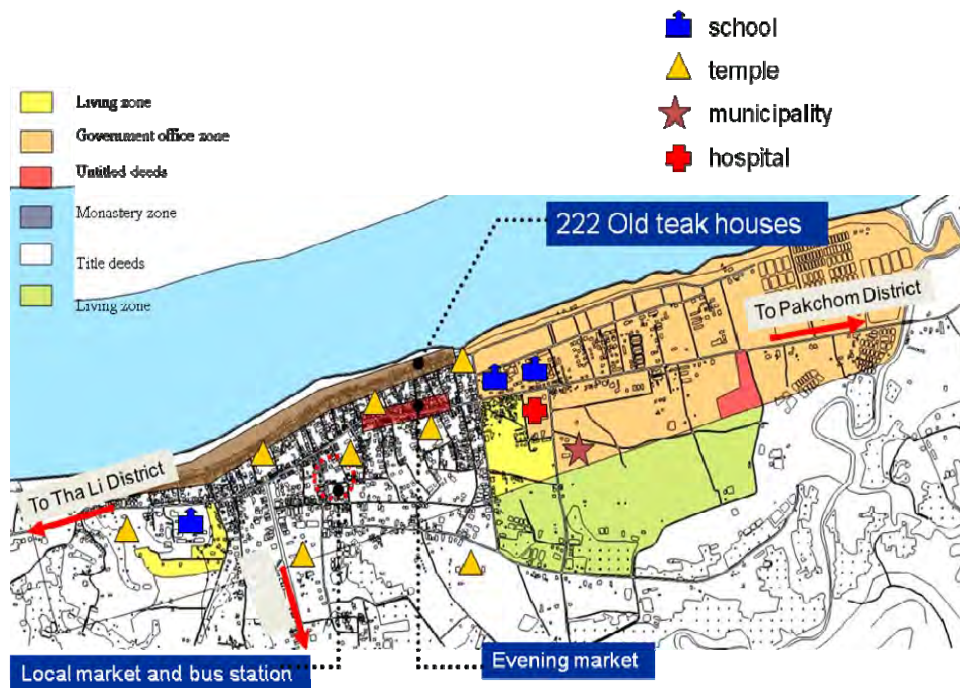 school
temple
municipality
hospital
Living zone
Government office zone
Untitled deeds
Monastery zone
Title deeds
Living zone
222 Old teak houses
To Pakchom District
To Tha Li District
Local market and bus station
Evening market